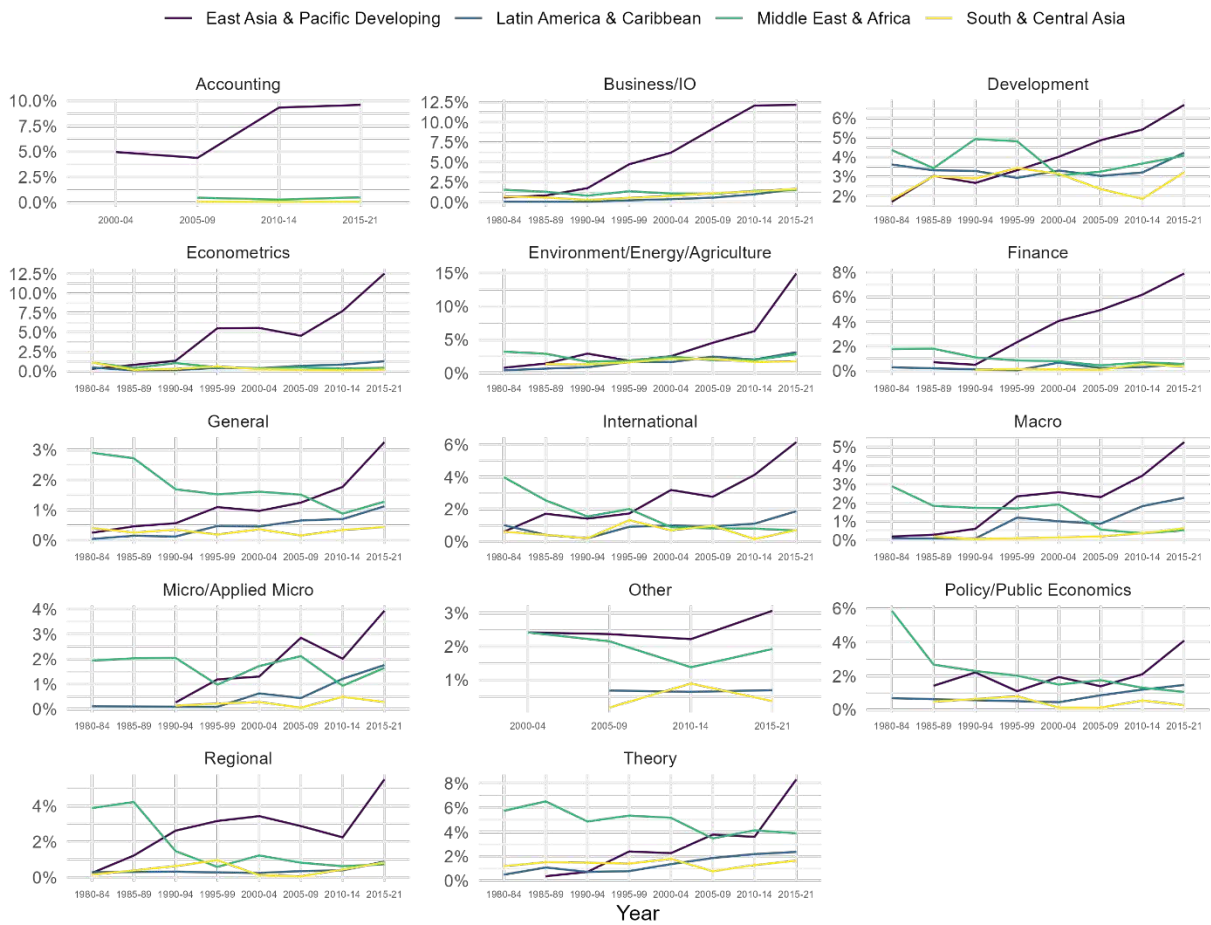 East Asia & Pacific Developing Latin America & Caribbean Middle East & Africa South & Central Asia
Accounting
10.0%
7.5%
5.0%
2.5%
0.0%
2000-04 2005-09 2010-14 2015-21
Business/IO
12.5%
10.0%
7.5%
5.0%
2.5%
0.0%
1980-84 1985-89 1990-94 1995-99 2000-04 2005-09 2010-14 2015-21
Development
6%
5%
4%
3%
2%
1980-84 1985-89 1990-94 1995-99 2000-04 2005-09 2010-14 2015-21
Econometrics
12.5%
10.0%
7.5%
5.0%
2.5%
0.0%
1980-84 1985-89 1990-94 1995-99 2000-04 2005-09 2010-14 2015-21
Environment/Energy/Agriculture
15%
10%
5%
0%
1980-84 1985-89 1990-94 1995-99 2000-04 2005-09 2010-14 2015-21
Finance
8%
6%
4%
2%
0%
1980-84 1985-89 1990-94 1995-99 2000-04 2005-09 2010-14 2015-21
General
3%
2%
1%
0%
1980-84 1985-89 1990-94 1995-99 2000-04 2005-09 2010-14 2015-21
International
6%
4%
2%
0%
1980-84 1985-89 1990-94 1995-99 2000-04 2005-09 2010-14 2015-21
Macro
5%
4%
3%
2%
1%
0%
1980-84 1985-89 1990-94 1995-99 2000-04 2005-09 2010-14 2015-21
Micro/Applied Micro
4%
3%
2%
1%
0%
1980-84 1985-89 1990-94 1995-99 2000-04 2005-09 2010-14 2015-21
Other
3%
2%
1%
2000-04 2005-09 2010-14 2015-21
Policy/Public Economics
6%
4%
2%
0%
1980-84 1985-89 1990-94 1995-99 2000-04 2005-09 2010-14 2015-21
Regional
4%
2%
0%
1980-84 1985-89 1990-94 1995-99 2000-04 2005-09 2010-14 2015-21
Theory
8%
6%
4%
2%
0%
1980-84 1985-89 1990-94 1995-99 2000-04 2005-09 2010-14 2015-21
Year